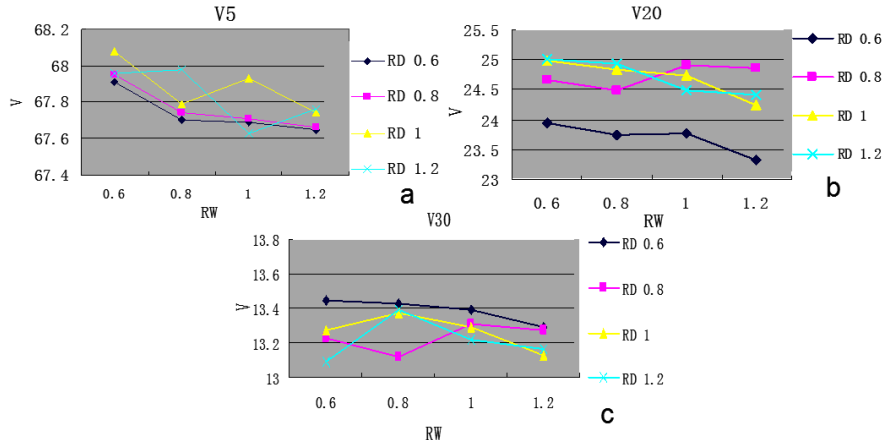 V5
68.2
68
67.8
67.6
67.4
V
0.6 0.8 1 1.2
RW
RD 0.6
RD 0.8
RD 1
RD 1.2
a
V20
25.5
25
24.5
24
23.5
23
V
0.6 0.8 1 1.2
RW
RD 0.6
RD 0.8
RD 1
RD 1.2
b
V30
13.8
13.6
13.4
13.2
13
V
0.6 0.8 1 1.2
RW
RD 0.6
RD 0.8
RD 1
RD 1.2
c